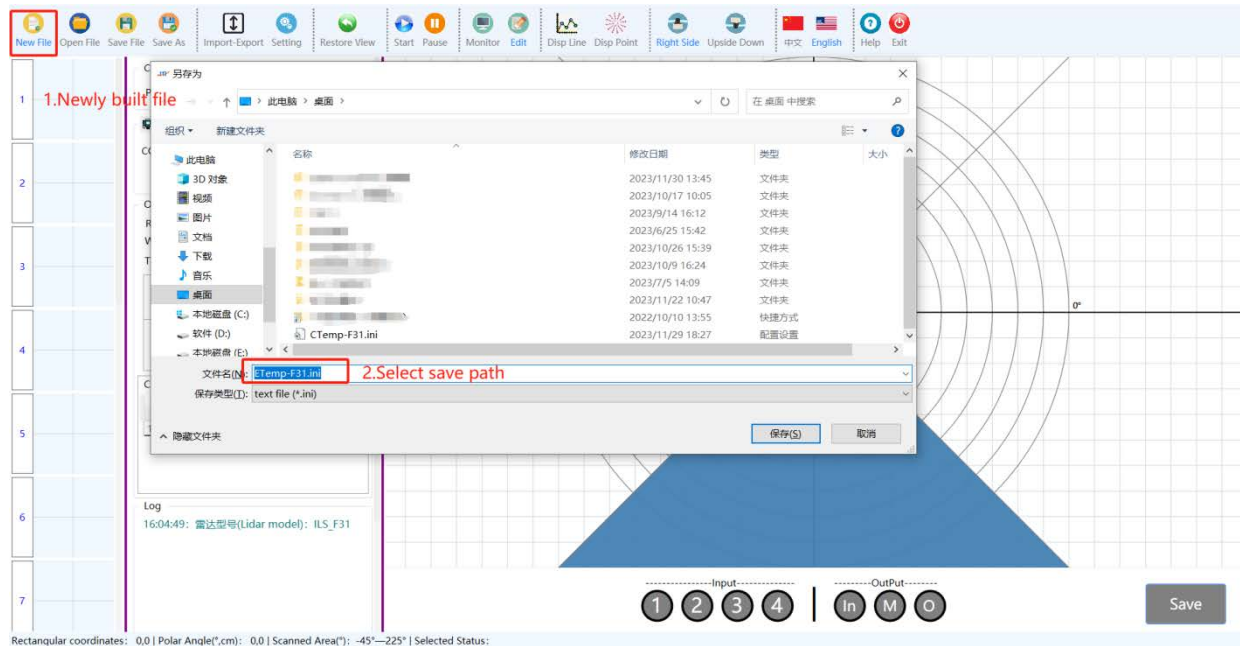 New File Open File Save File Save As Import-Export Setting Restore View Start Pause Monitor Edit Disp Line Disp Point Right Side Upside Down 中文 English Help Exit
另存为
1.Newly built file
此电脑 > 桌面 >
在 桌面 中搜索
组织 新建文件夹
名称 修改日期 类型 大小
此电脑
3D 对象
视频
图片
文档
下载
音乐
桌面
本地磁盘 (C:)
软件 (D:)
本地磁盘 (E:)
2023/11/30 13:45 文件夹
2023/10/17 10:05 文件夹
2023/9/14 16:12 文件夹
2023/6/25 15:42 文件夹
2023/10/26 15:39 文件夹
2023/10/9 16:24 文件夹
2023/7/5 14:09 文件夹
2023/11/22 10:47 文件夹
2022/10/10 13:55 快捷方式
CTemp-F31.ini 2023/11/29 18:27 配置设置
文件名(N): ETemp-F31.ini
2.Select save path
保存类型(T): text file (*.ini)
隐藏文件夹
保存(S) 取消
1
2
3
4
5
6
7
0°
Log
16:04:49: 雷达型号(Lidar model): ILS_F31
----------------Input-------------- ---------OutPut--------
1 2 3 4 In M O
Save
Rectangular coordinates: 0,0 | Polar Angle(°,cm): 0,0 | Scanned Area(°): -45°—225° | Selected Status: